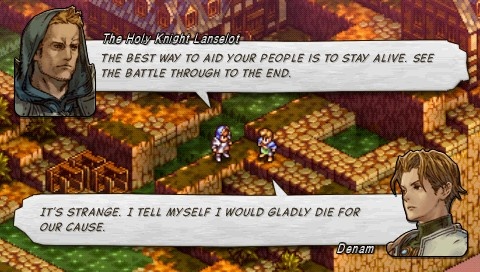 The Holy Knight Lanselot
THE BEST WAY TO AID YOUR PEOPLE IS TO STAY ALIVE. SEE
THE BATTLE THROUGH TO THE END.
IT'S STRANGE. I TELL MYSELF I WOULD GLADLY DIE FOR
OUR CAUSE.
Denam